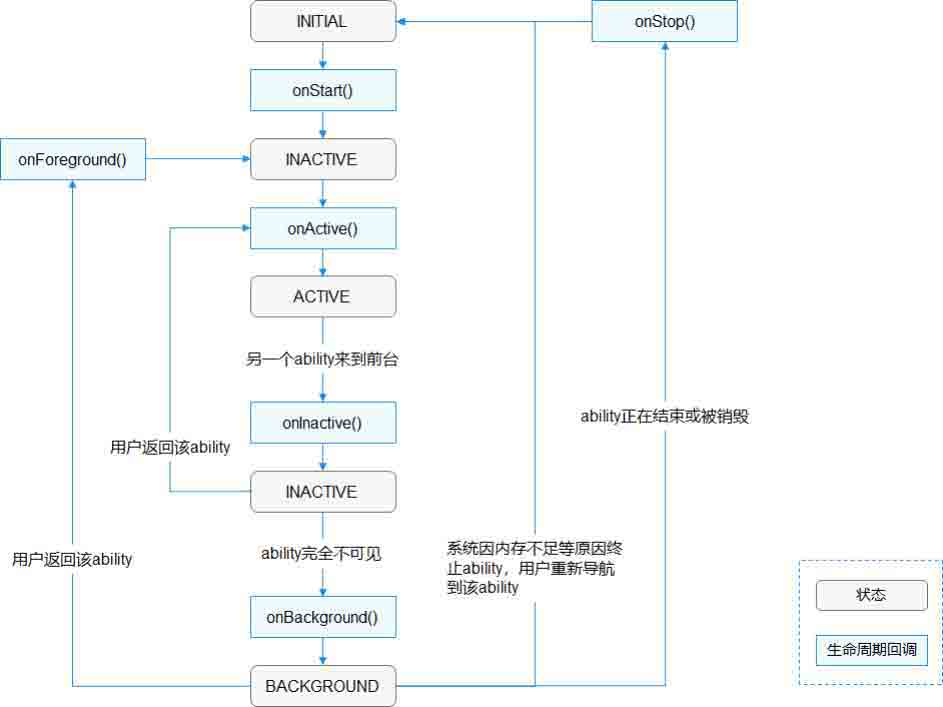 INITIAL
onStop()
onStart()
onForeground()
INACTIVE
onActive()
ACTIVE
另一个ability来到前台
onInactive()
ability正在结束或被销毁
用户返回该ability
INACTIVE
ability完全不可见
用户返回该ability
系统因内存不足等原因终
止ability，用户重新导航
到该ability
状态
onBackground()
生命周期回调
BACKGROUND